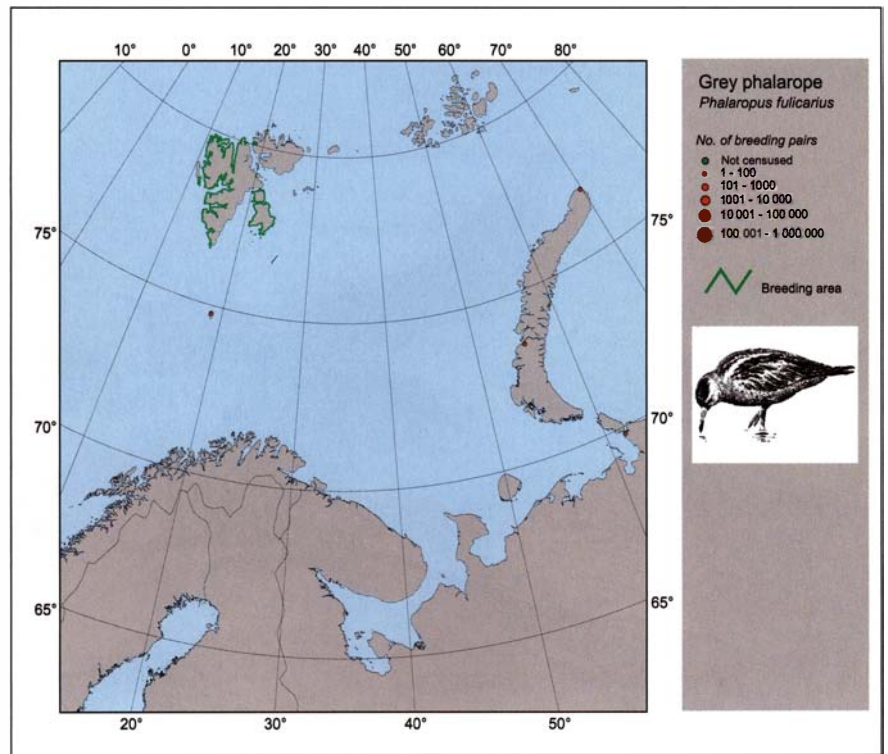 10° 0° 10° 20° 30° 40° 50° 60° 70° 80°
75° 75°
70° 70°
65° 65°
20° 30° 40° 50°
Grey phalarope
Phalaropus fulicarius
No. of breeding pairs
Not censused
1 - 100
101 - 1000
1001 - 10 000
10 001 - 100 000
100 001 - 1 000 000
Breeding area